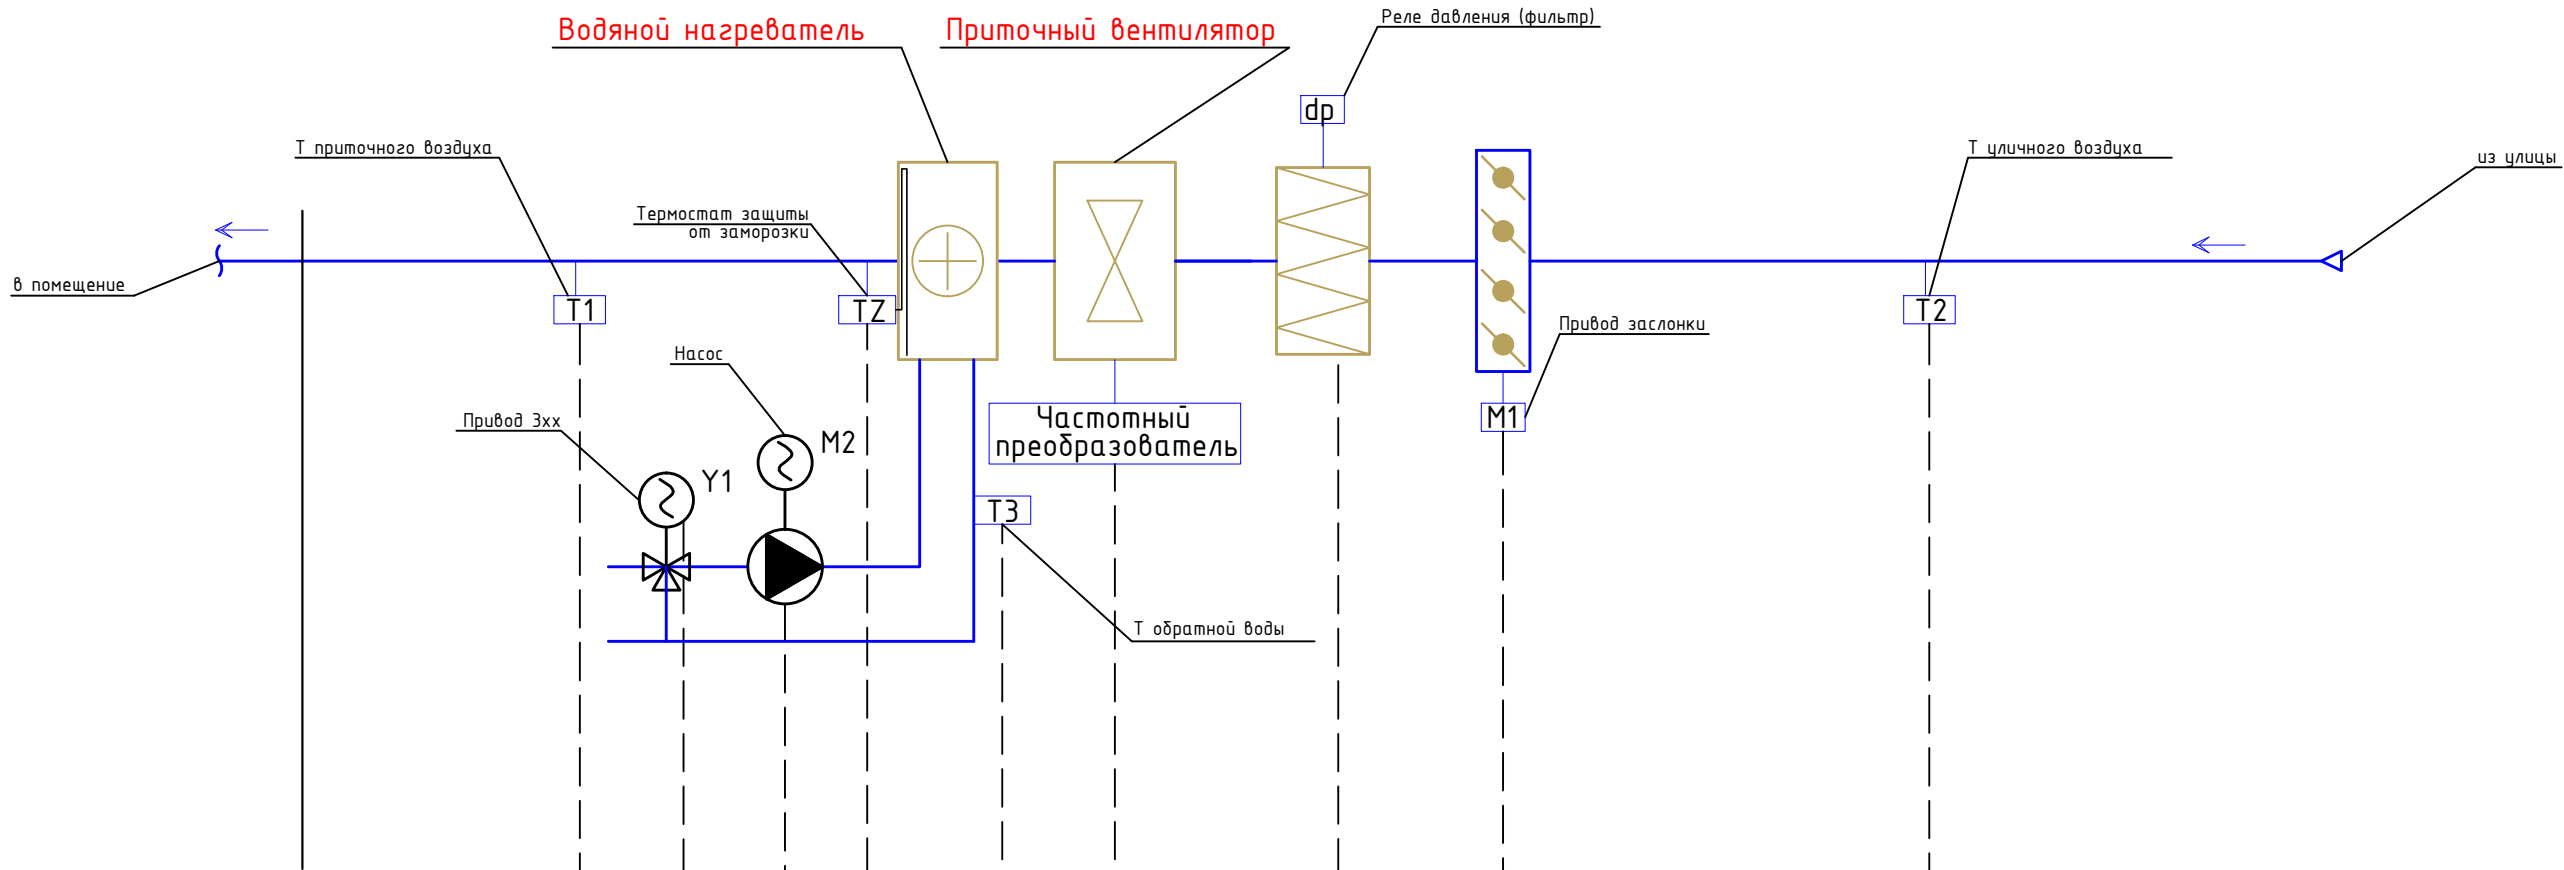 Водяной нагреватель
Приточный вентилятор
Реле давления (фильтр)
dp
Т приточного воздуха
Т уличного воздуха
из улицы
Термостат защиты
от заморозки
в помещение
T1
TZ
T2
Привод заслонки
Насос
Частотный
преобразователь
M1
Привод 3хх
M2
Y1
T3
Т обратной воды